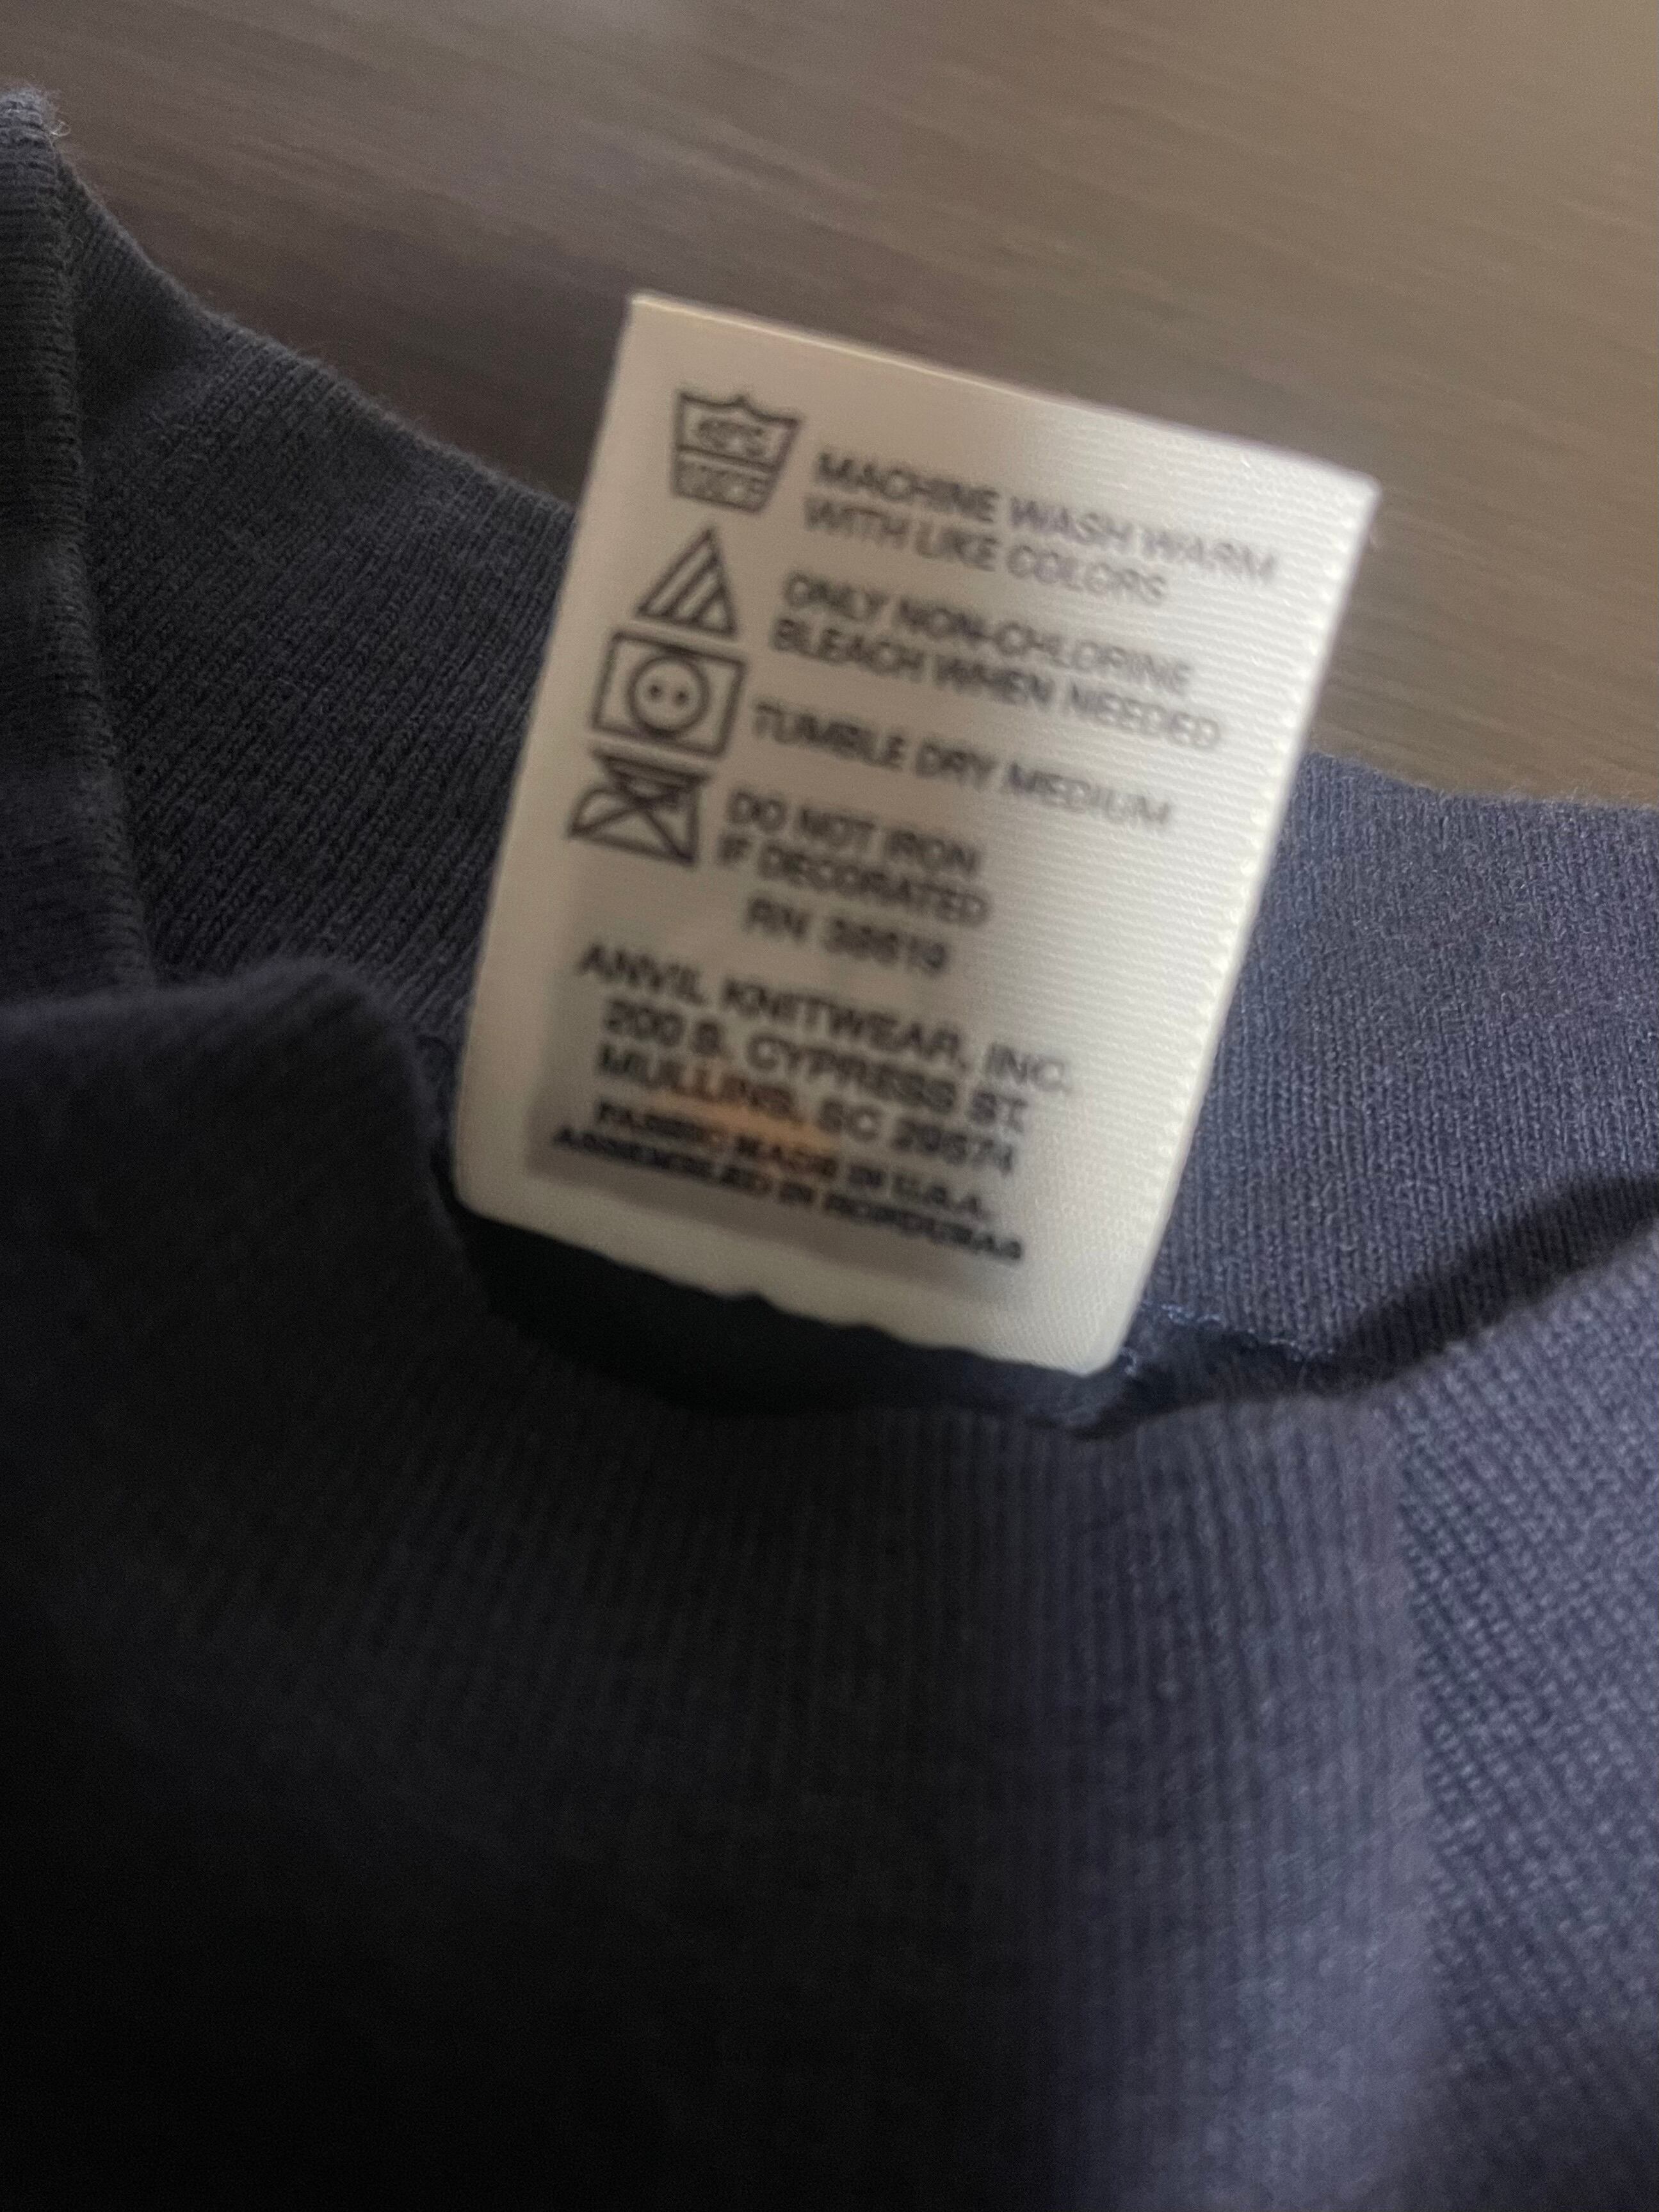 40°C
MACHINE WASH WARM
WITH LIKE COLORS
ONLY NON-CHLORINE
BLEACH WHEN NEEDED
TUMBLE DRY MEDIUM
DO NOT IRON
IF DECORATED
RN 38619
ANVIL KNITWEAR, INC.
200 S. CYPRESS ST.
MULLINS, SC 29574
FABRIC MADE IN U.S.A.
ASSEMBLED IN HONDURAS